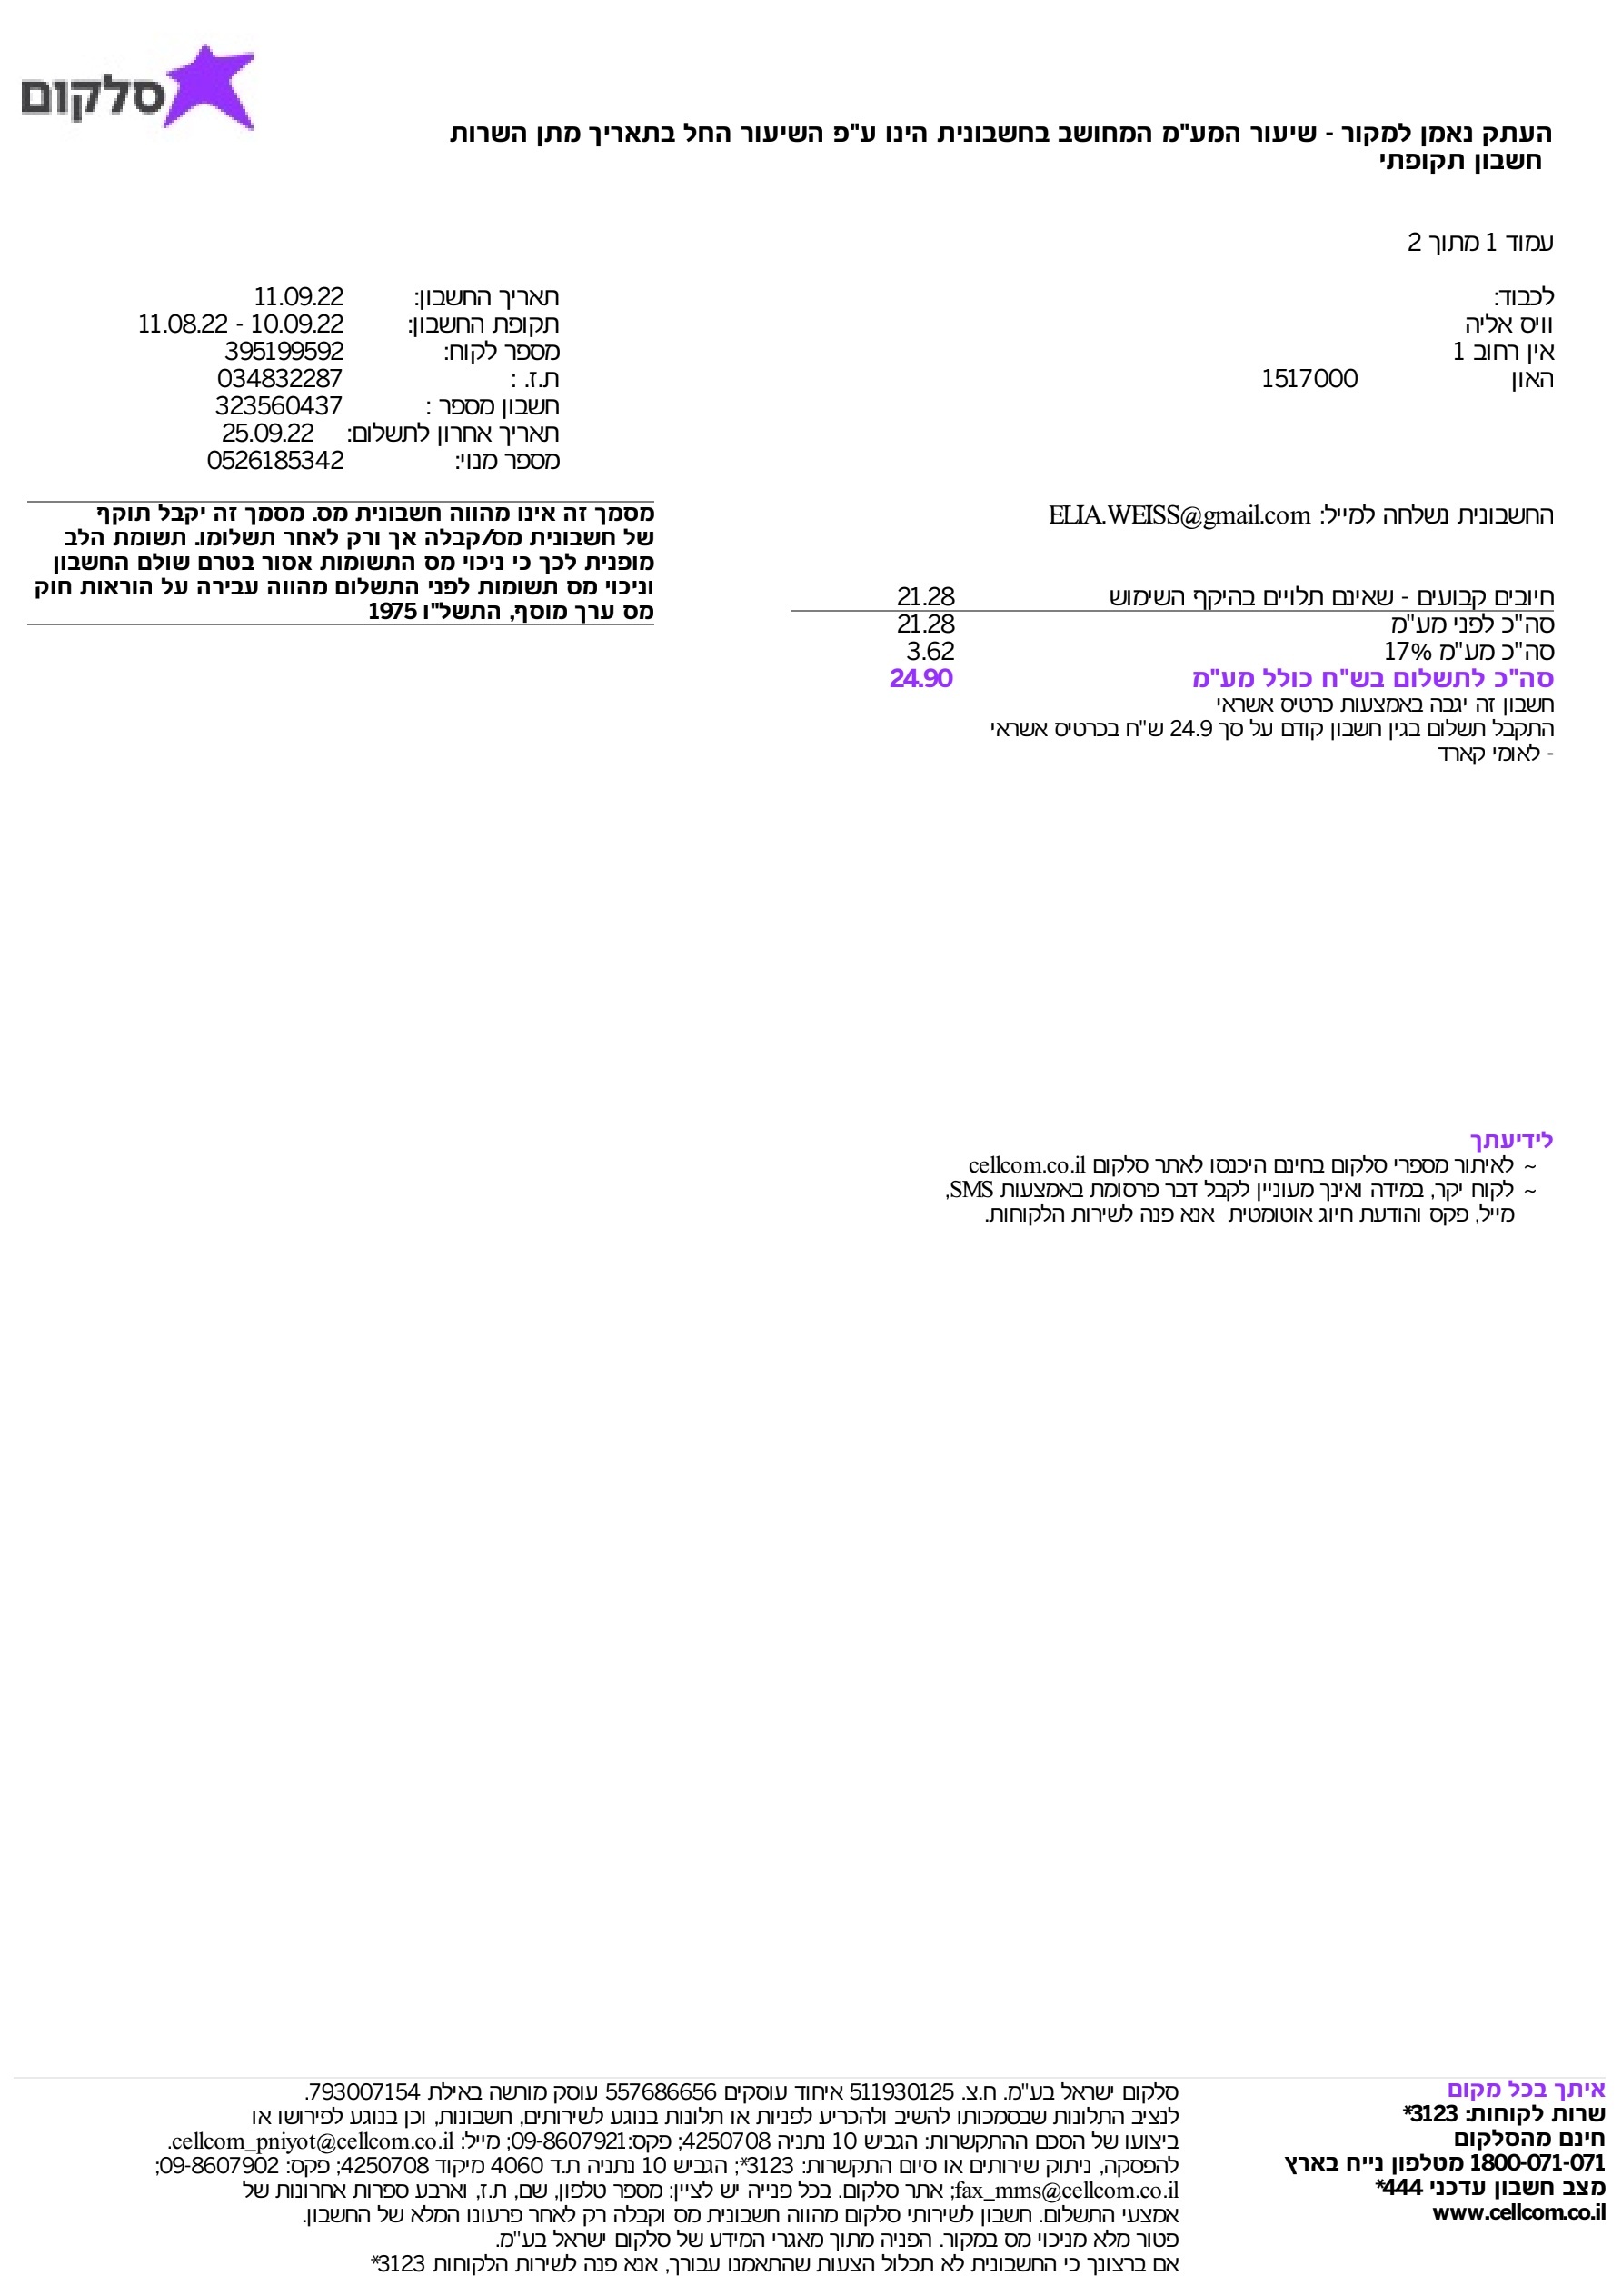 סלקום
העתק נאמן למקור - שיעור המע"מ המחושב בחשבונית הינו ע"פ השיעור החל בתאריך מתן השרות
חשבון תקופתי
עמוד 1 מתוך 2
לכבוד:
וויס אליה
אין רחוב 1
האון 1517000
תאריך החשבון: 11.09.22
תקופת החשבון: 11.08.22 - 10.09.22
מספר לקוח: 395199592
ת.ז. : 034832287
חשבון מספר : 323560437
תאריך אחרון לתשלום: 25.09.22
מספר מנוי: 0526185342
החשבונית נשלחה למייל: ELIA.WEISS@gmail.com
מסמך זה אינו מהווה חשבונית מס. מסמך זה יקבל תוקף
של חשבונית מס/קבלה אך ורק לאחר תשלומו. תשומת הלב
מופנית לכך כי ניכוי מס התשומות אסור בטרם שולם החשבון
וניכוי מס תשומות לפני התשלום מהווה עבירה על הוראות חוק
מס ערך מוסף, התשל"ו 1975
חיובים קבועים - שאינם תלויים בהיקף השימוש 21.28
סה"כ לפני מע"מ 21.28
סה"כ מע"מ 17% 3.62
סה"כ לתשלום בש"ח כולל מע"מ 24.90
חשבון זה יגבה באמצעות כרטיס אשראי
התקבל תשלום בגין חשבון קודם על סך 24.9 ש"ח בכרטיס אשראי
- לאומי קארד
לידיעתך
~ לאיתור מספרי סלקום בחינם היכנסו לאתר סלקום cellcom.co.il
~ לקוח יקר, במידה ואינך מעוניין לקבל דבר פרסומת באמצעות SMS,
מייל, פקס והודעת חיוג אוטומטית אנא פנה לשירות הלקוחות.
איתך בכל מקום
שרות לקוחות: 3123*
חינם מהסלקום
1800-071-071 מטלפון נייח בארץ
מצב חשבון עדכני 444*
www.cellcom.co.il
סלקום ישראל בע"מ. ח.צ. 511930125 איחוד עוסקים 557686656 עוסק מורשה באילת 793007154.
לנציב התלונות שבסמכותו להשיב ולהכריע לפניות או תלונות בנוגע לשירותים, חשבונות, וכן בנוגע לפירושו או
ביצועו של הסכם ההתקשרות: הגביש 10 נתניה 4250708; פקס:09-8607921; מייל: cellcom_pniyot@cellcom.co.il.
להפסקה, ניתוק שירותים או סיום התקשרות: 3123*; הגביש 10 נתניה ת.ד 4060 מיקוד 4250708; פקס: 09-8607902;
fax_mms@cellcom.co.il; אתר סלקום. בכל פנייה יש לציין: מספר טלפון, שם, ת.ז, וארבע ספרות אחרונות של
אמצעי התשלום. חשבון לשירותי סלקום מהווה חשבונית מס וקבלה רק לאחר פרעונו המלא של החשבון.
פטור מלא מניכוי מס במקור. הפניה מתוך מאגרי המידע של סלקום ישראל בע"מ.
אם ברצונך כי החשבונית לא תכלול הצעות שהתאמנו עבורך, אנא פנה לשירות הלקוחות 3123*